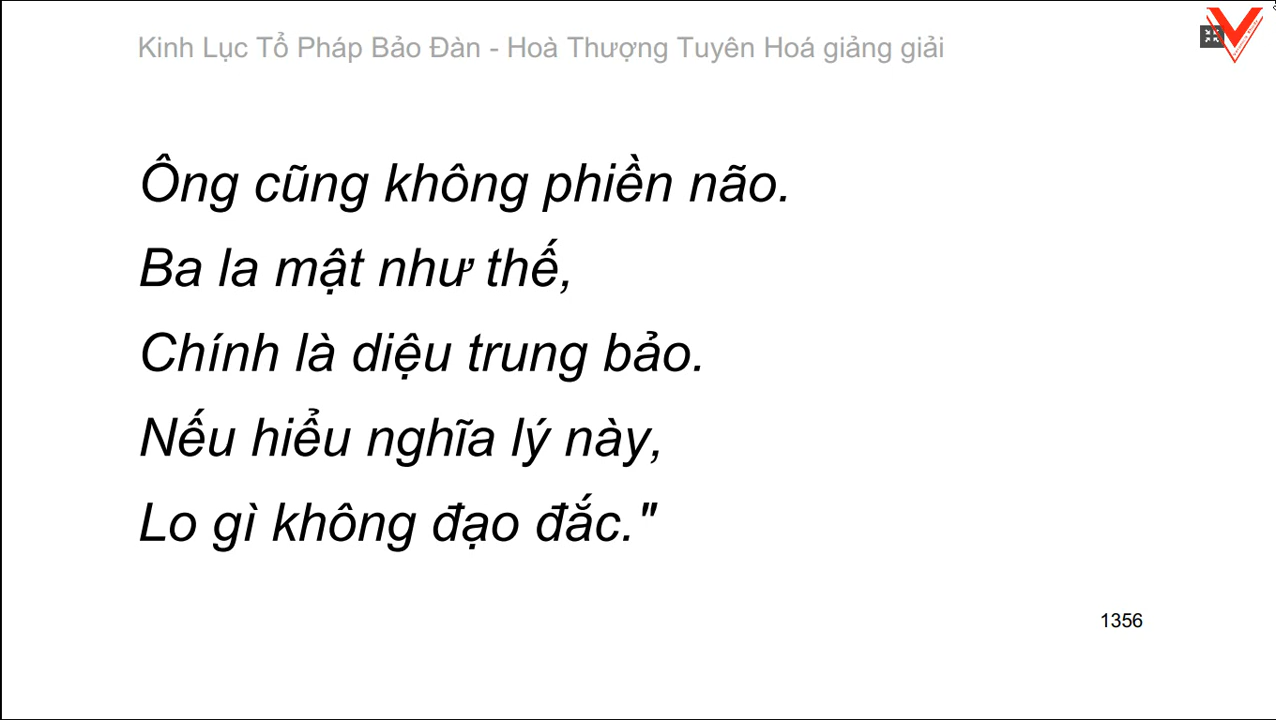 Kinh Lục Tổ Pháp Bảo Đàn - Hoà Thượng Tuyên Hoá giảng giải
Ông cũng không phiền não.
Ba la mật như thế,
Chính là diệu trung bảo.
Nếu hiểu nghĩa lý này,
Lo gì không đạo đắc."
1356